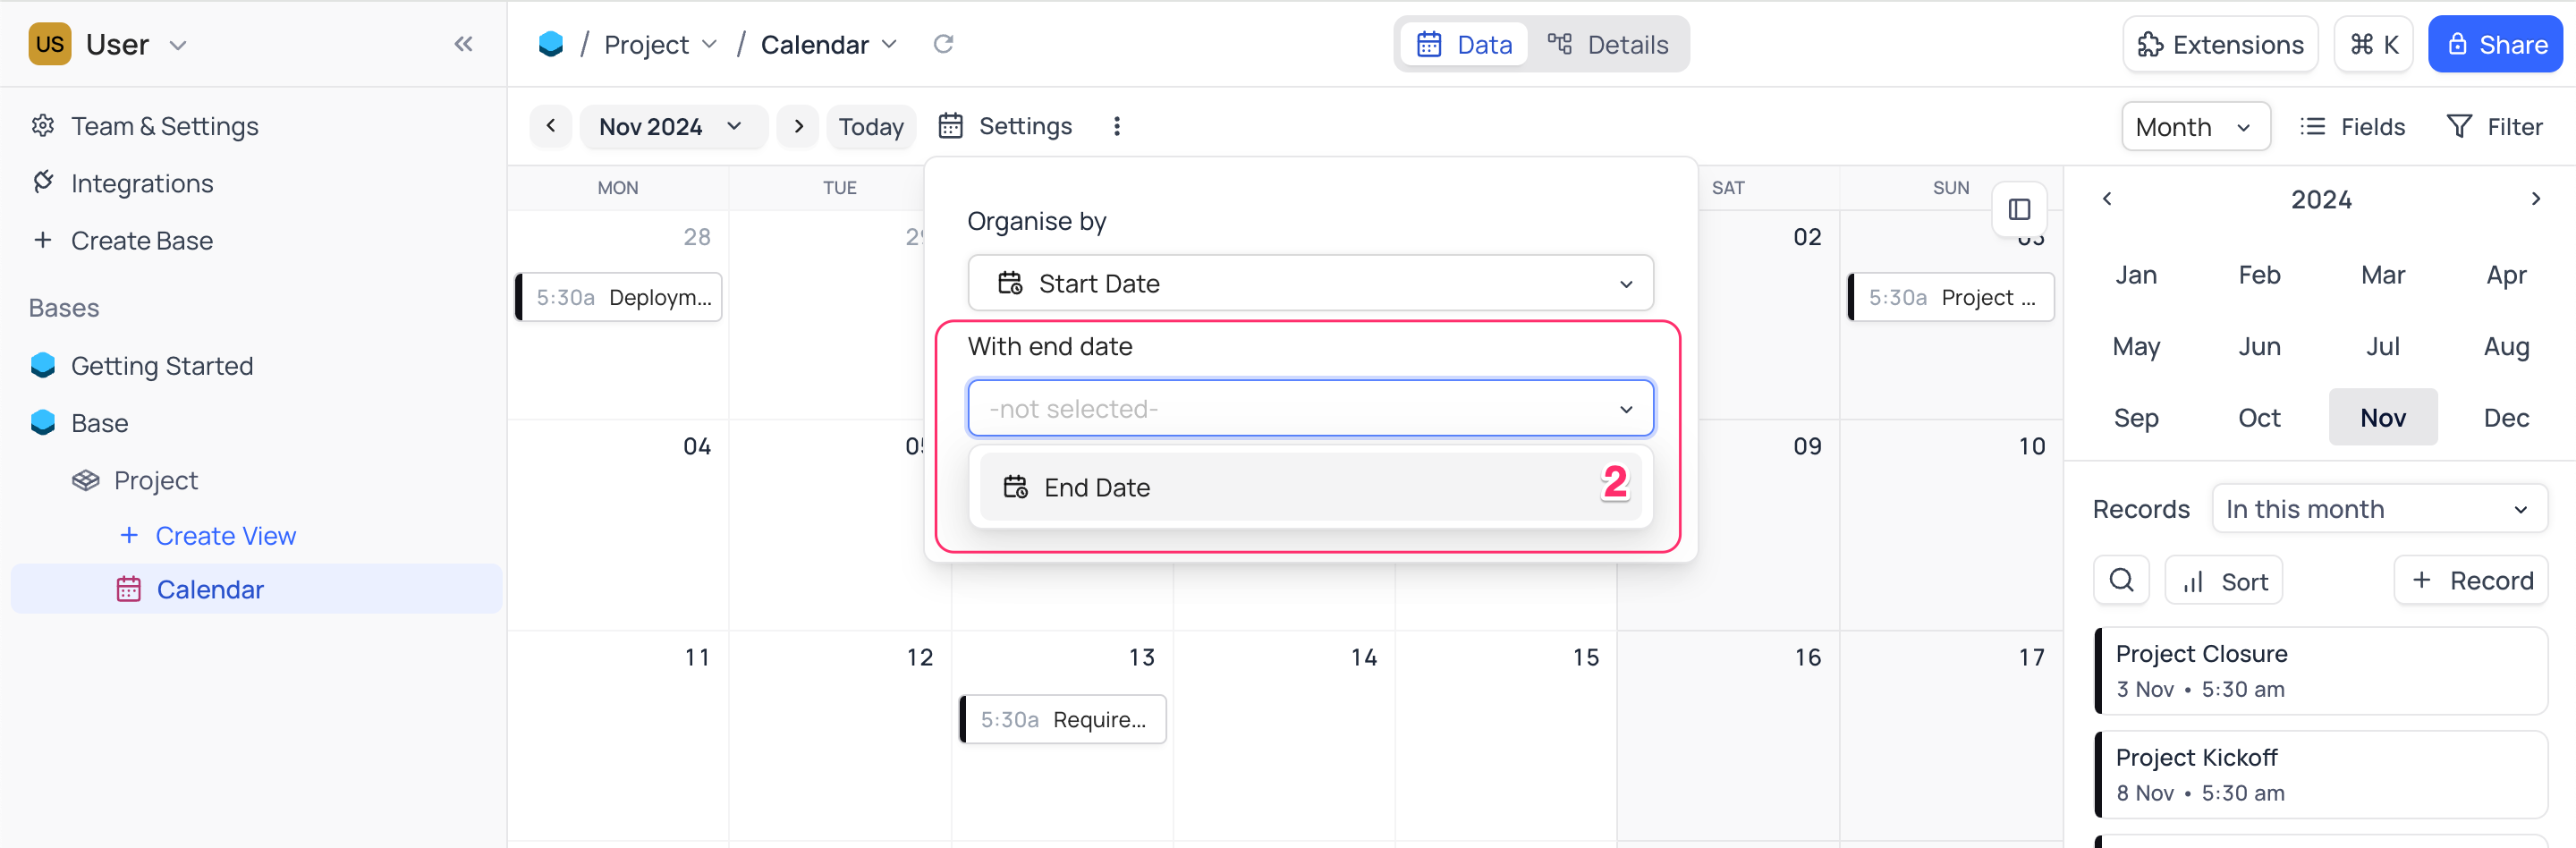 US User
/ Project / Calendar
Data Details
Extensions ⌘ K Share
Team & Settings
Integrations
+ Create Base
Bases
Getting Started
Base
Project
+ Create View
Calendar
Nov 2024 Today Settings
Month Fields Filter
MON TUE SAT SUN
28 02
5:30a Deploym...
5:30a Project ...
04 09 10
11 12 13 14 15 16 17
5:30a Require...
Organise by
Start Date
With end date
-not selected-
End Date 2
2024
Jan Feb Mar Apr
May Jun Jul Aug
Sep Oct Nov Dec
Records In this month
Sort + Record
Project Closure
3 Nov • 5:30 am
Project Kickoff
8 Nov • 5:30 am